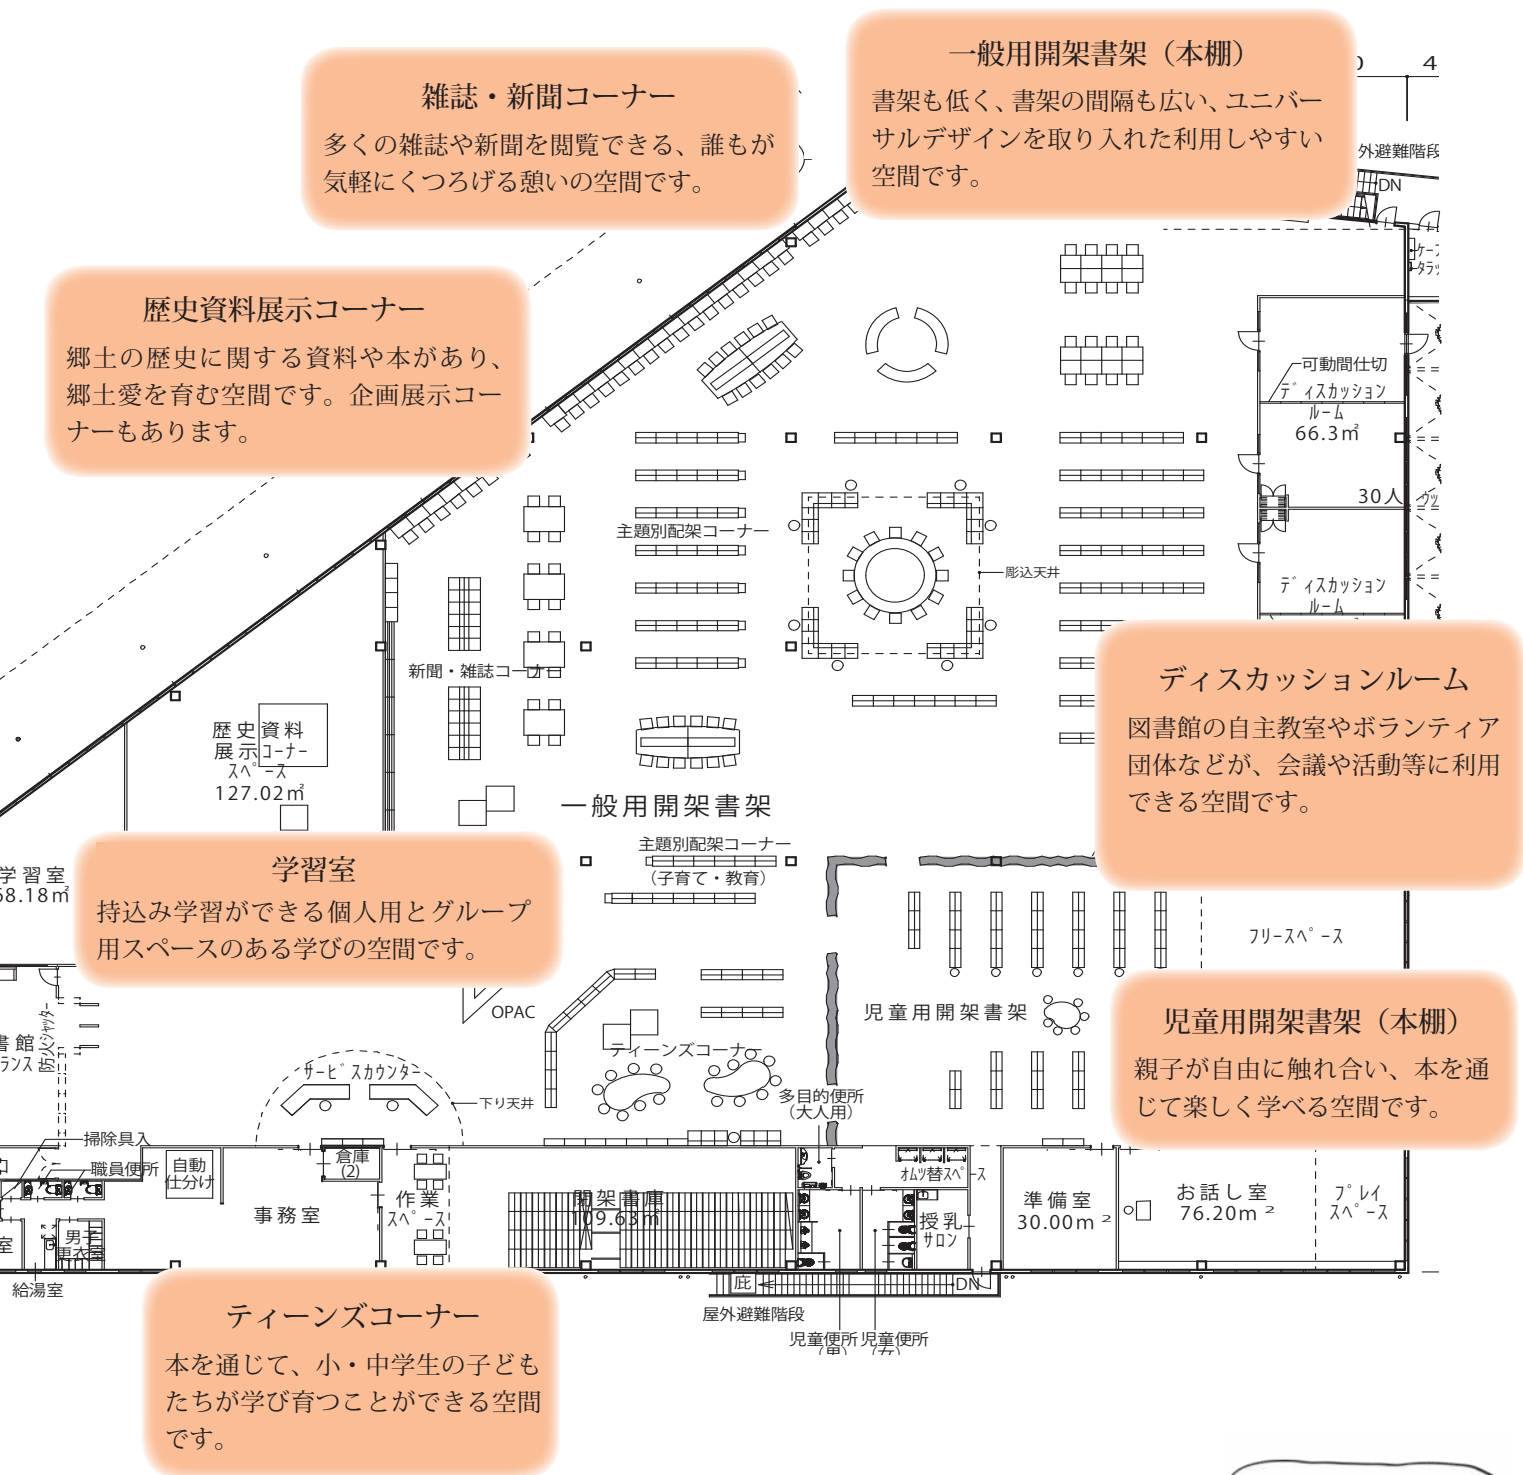 一般用開架書架（本棚）
書架も低く、書架の間隔も広い、ユニバー
サルデザインを取り入れた利用しやすい
空間です。
雑誌・新聞コーナー
多くの雑誌や新聞を閲覧できる、誰もが
気軽にくつろげる憩いの空間です。
4
外避難階段
DN
歴史資料展示コーナー
郷土の歴史に関する資料や本があり、
郷土愛を育む空間です。企画展示コー
ナーもあります。
可動間仕切
ディスカッション
ルーム
66.3㎡
30人
主題別配架コーナー
彫込天井
ディスカッション
ルーム
新聞・雑誌コーナー
ディスカッションルーム
図書館の自主教室やボランティア
団体などが、会議や活動等に利用
できる空間です。
歴史資料
展示コーナー
スペース
127.02㎡
一般用開架書架
主題別配架コーナー
（子育て・教育）
学習室
68.18㎡
学習室
持込み学習ができる個人用とグループ
用スペースのある学びの空間です。
フリースペース
OPAC
児童用開架書架
児童用開架書架（本棚）
親子が自由に触れ合い、本を通
じて楽しく学べる空間です。
書館
ランス
防火シャッター
ティーンズコーナー
サービスカウンター
下り天井
多目的便所
（大人用）
掃除具入
職員便所
自動
仕分け
倉庫
(2)
オムツ替スペース
事務室
作業
スペース
開架書庫
109.63㎡
授乳
サロン
準備室
30.00m²
お話し室
76.20m²
プレイ
スペース
室
男子
更衣室
給湯室
庇
DN
屋外避難階段
児童便所
(男)
児童便所
(女)
ティーンズコーナー
本を通じて、小・中学生の子ども
たちが学び育つことができる空間
です。